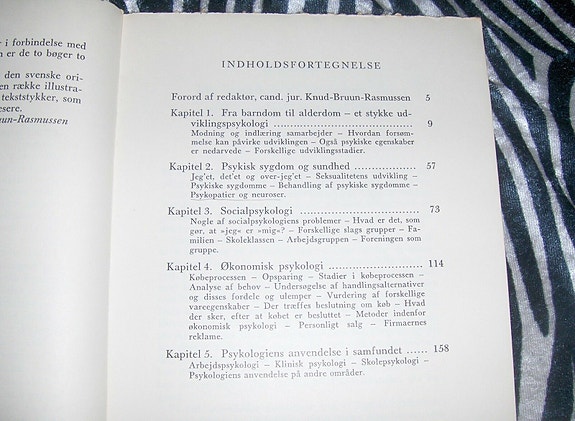 i forbindelse med
n er de to bøger to
den svenske ori-
en række illustra-
tekststykker, som
esere.
uun-Rasmussen
INDHOLDSFORTEGNELSE
Forord af redaktør, cand. jur. Knud-Bruun-Rasmussen 5
Kapitel 1. Fra barndom til alderdom – et stykke ud-
viklingspsykologi ................................ 9
Modning og indlæring samarbejder – Hvordan forsøm-
melse kan påvirke udviklingen – Også psykiske egenskaber
er nedarvede – Forskellige udviklingsstadier.
Kapitel 2. Psykisk sygdom og sundhed .............. 57
Jeg'et, det'et og over-jeg'et – Seksualitetens udvikling –
Psykiske sygdomme – Behandling af psykiske sygdomme –
Psykopatier og neuroser.
Kapitel 3. Socialpsykologi .......................... 73
Nogle af socialpsykologiens problemer – Hvad er det, som
gør, at »jeg« er »mig«? – Forskellige slags grupper – Fa-
milien – Skoleklassen – Arbejdsgruppen – Foreningen som
gruppe.
Kapitel 4. Økonomisk psykologi .................... 114
Købeprocessen – Opsparing – Stadier i købeprocessen –
Analyse af behov – Undersøgelse af handlingsalternativer
og disses fordele og ulemper – Vurdering af forskellige
vareegenskaber – Der træffes beslutning om køb – Hvad
der sker, efter at købet er besluttet – Metoder indenfor
økonomisk psykologi – Personligt salg – Firmaernes
reklame.
Kapitel 5. Psykologiens anvendelse i samfundet ...... 158
Arbejdspsykologi – Klinisk psykologi – Skolepsykologi –
Psykologiens anvendelse på andre områder.